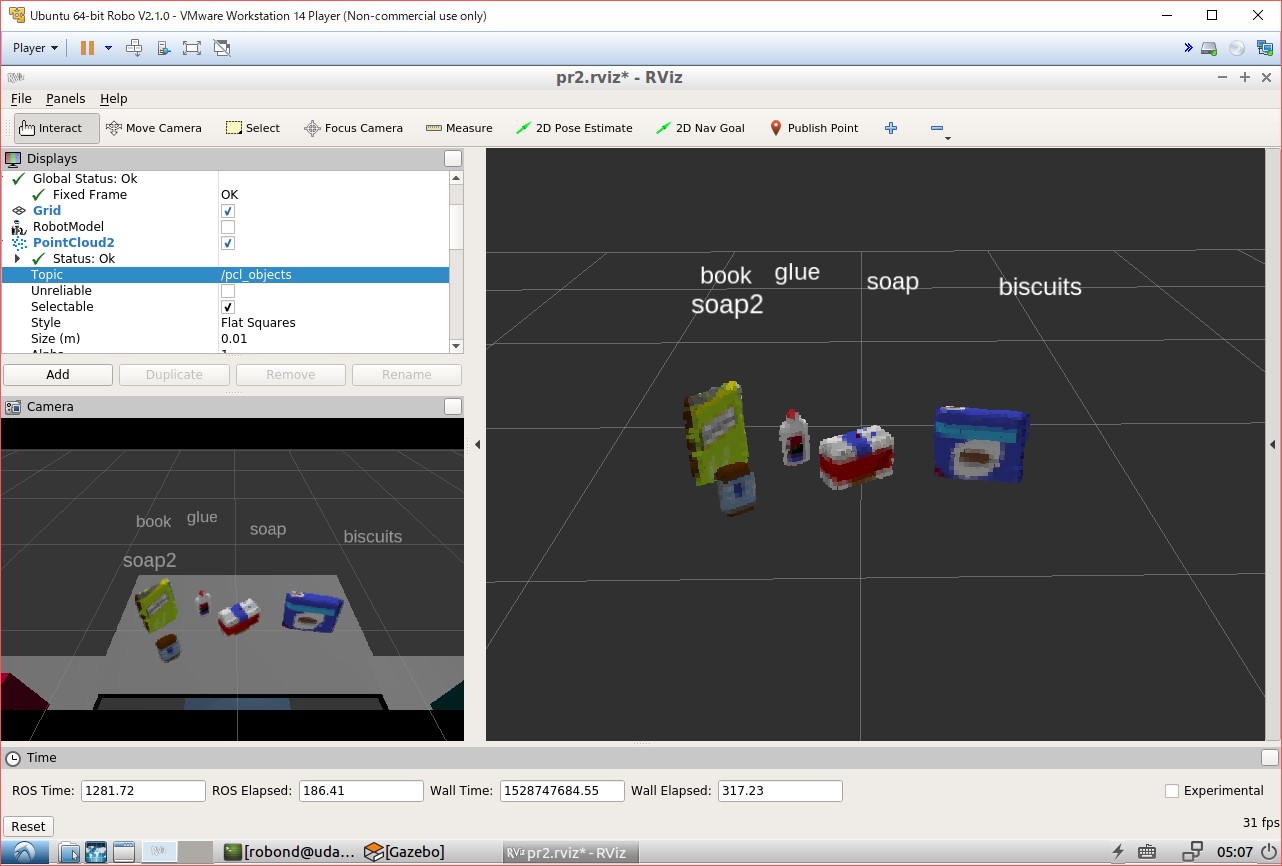 Ubuntu 64-bit Robo V2.1.0 - VMware Workstation 14 Player (Non-commercial use only)
Player
pr2.rviz* - RViz
File Panels Help
Interact Move Camera Select Focus Camera Measure 2D Pose Estimate 2D Nav Goal Publish Point
Displays
Global Status: Ok
Fixed Frame OK
Grid
RobotModel
PointCloud2
Status: Ok
Topic /pcl_objects
Unreliable
Selectable
Style Flat Squares
Size (m) 0.01
Alpha 1
Add Duplicate Remove Rename
Camera
book glue soap biscuits
soap2
book glue soap biscuits
soap2
Time
ROS Time: 1281.72 ROS Elapsed: 186.41 Wall Time: 1528747684.55 Wall Elapsed: 317.23 Experimental
Reset 31 fps
[robond@uda... [Gazebo] pr2.rviz* - RViz 05:07